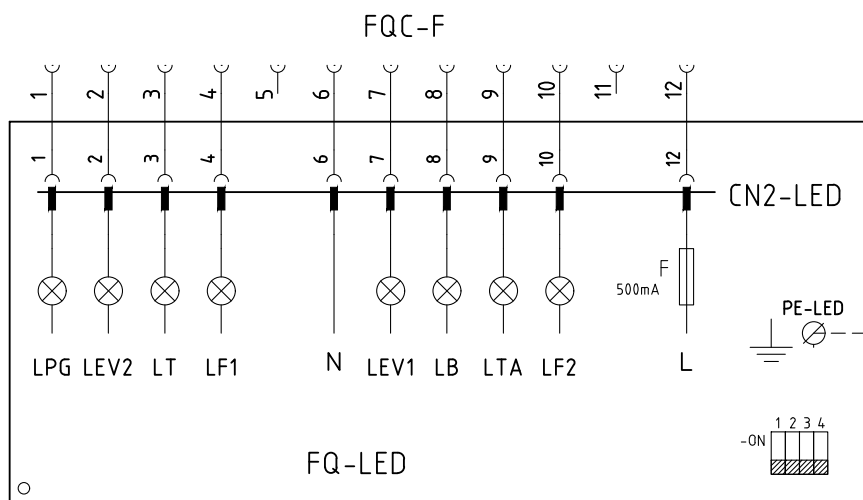 FQC-F
1 2 3 4 5 6 7 8 9 10 11 12
1 2 3 4 6 7 8 9 10 12
CN2-LED
F
500mA
PE-LED
LPG LEV2 LT LF1 N LEV1 LB LTA LF2 L
1 2 3 4
-ON
FQ-LED